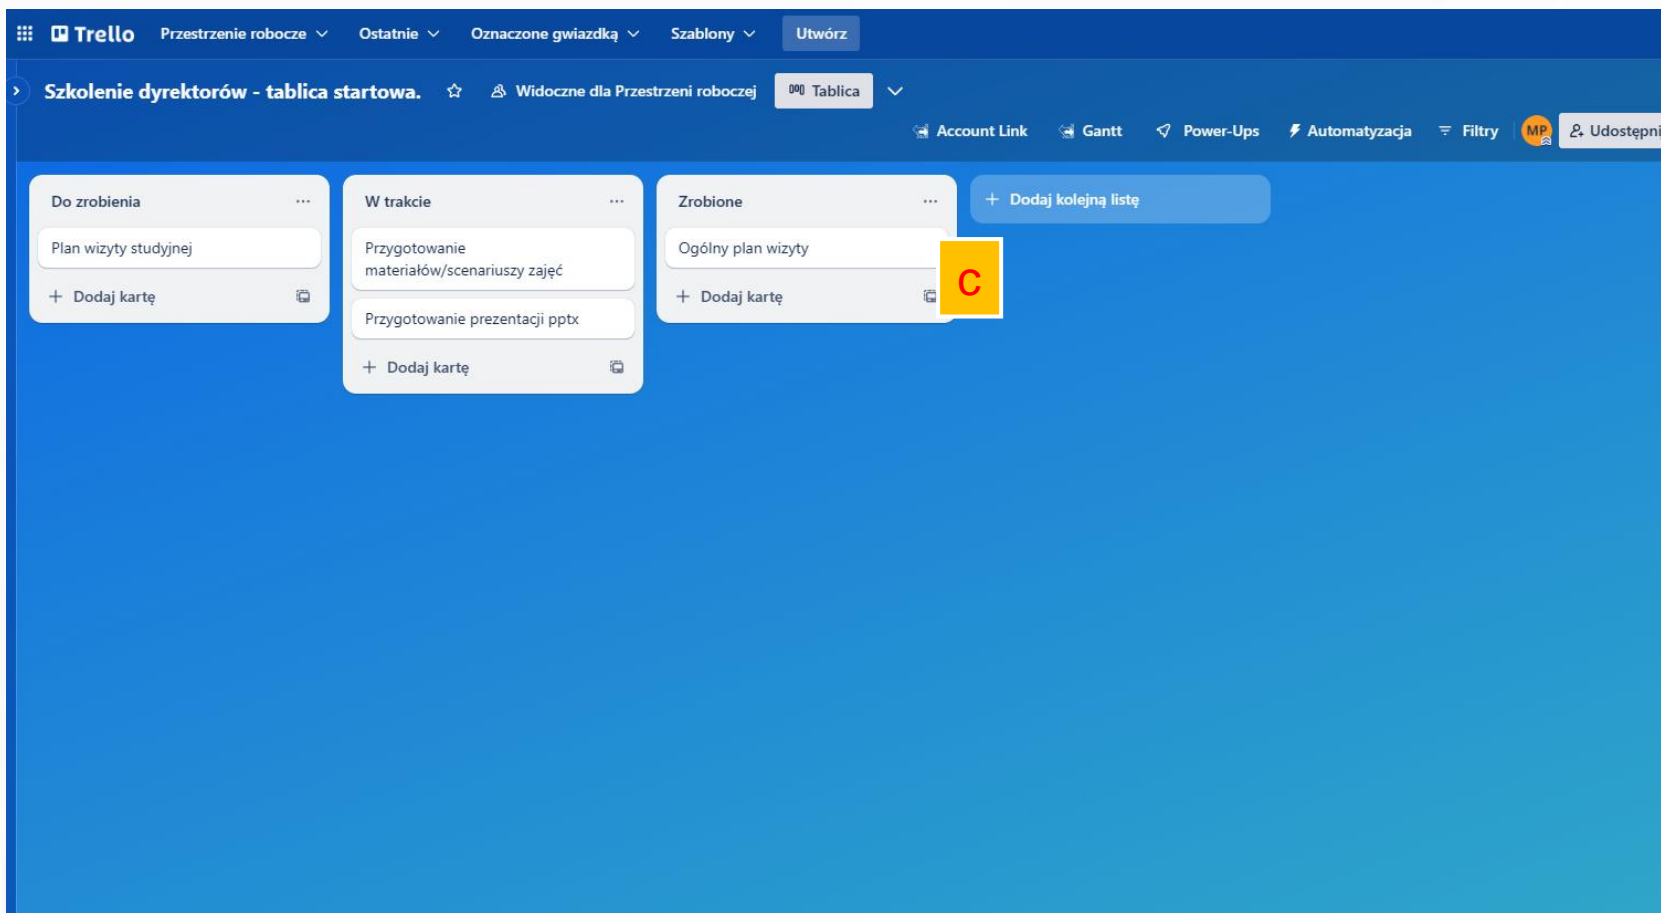 Trello Przestrzenie robocze Ostatnie Oznaczone gwiazdką Szablony Utwórz
Szkolenie dyrektorów - tablica startowa. Widoczne dla Przestrzeni roboczej Tablica
Account Link Gantt Power-Ups Automatyzacja Filtry MP Udostępni
Do zrobienia
Plan wizyty studyjnej
+ Dodaj kartę
W trakcie
Przygotowanie
materiałów/scenariuszy zajęć
Przygotowanie prezentacji pptx
+ Dodaj kartę
Zrobione
Ogólny plan wizyty
+ Dodaj kartę
C
+ Dodaj kolejną listę